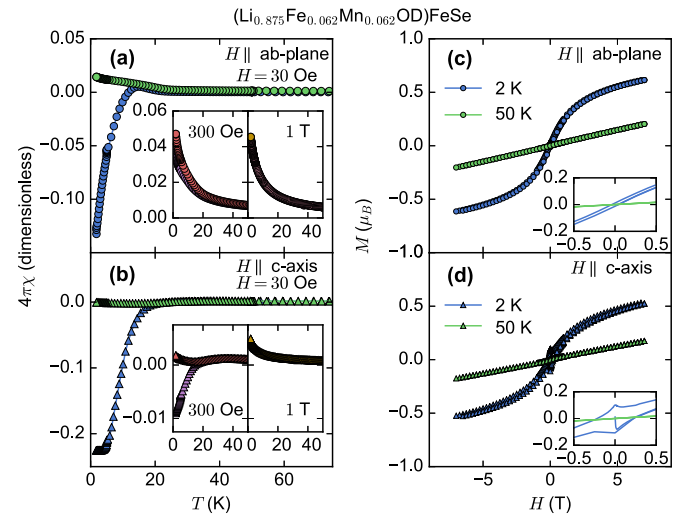 (Li0.875Fe0.062Mn0.062OD)FeSe
(a)
H ∥ ab-plane
H = 30 Oe
0.05
0.00
−0.05
−0.10
4πχ (dimensionless)
300 Oe
1 T
0.06
0.04
0.02
0.00
0 20 40 0 20 40
(b)
H ∥ c-axis
H = 30 Oe
0.0
−0.1
−0.2
0.00
−0.01
300 Oe
1 T
0 20 40 0 20 40
0 20 40 60
T (K)
(c)
H ∥ ab-plane
2 K
50 K
1.0
0.5
0.0
−0.5
−1.0
M (μB)
0.2
0.0
−0.2
−0.5 0.0 0.5
(d)
H ∥ c-axis
2 K
50 K
0.5
0.0
−0.5
−1.0
0.2
0.0
−0.2
−0.5 0.0 0.5
−5 0 5
H (T)